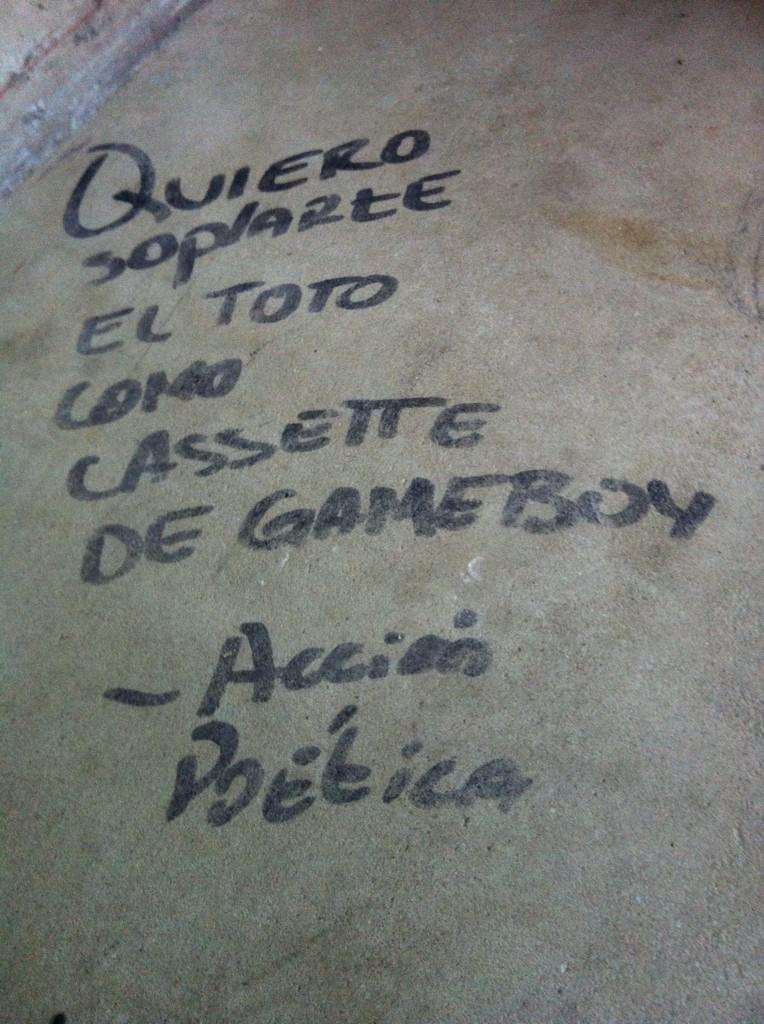 QUIERO
soplARTE
EL TOTO
COMO
CASSETTE
DE GAMEBOY
- Acción
Poética